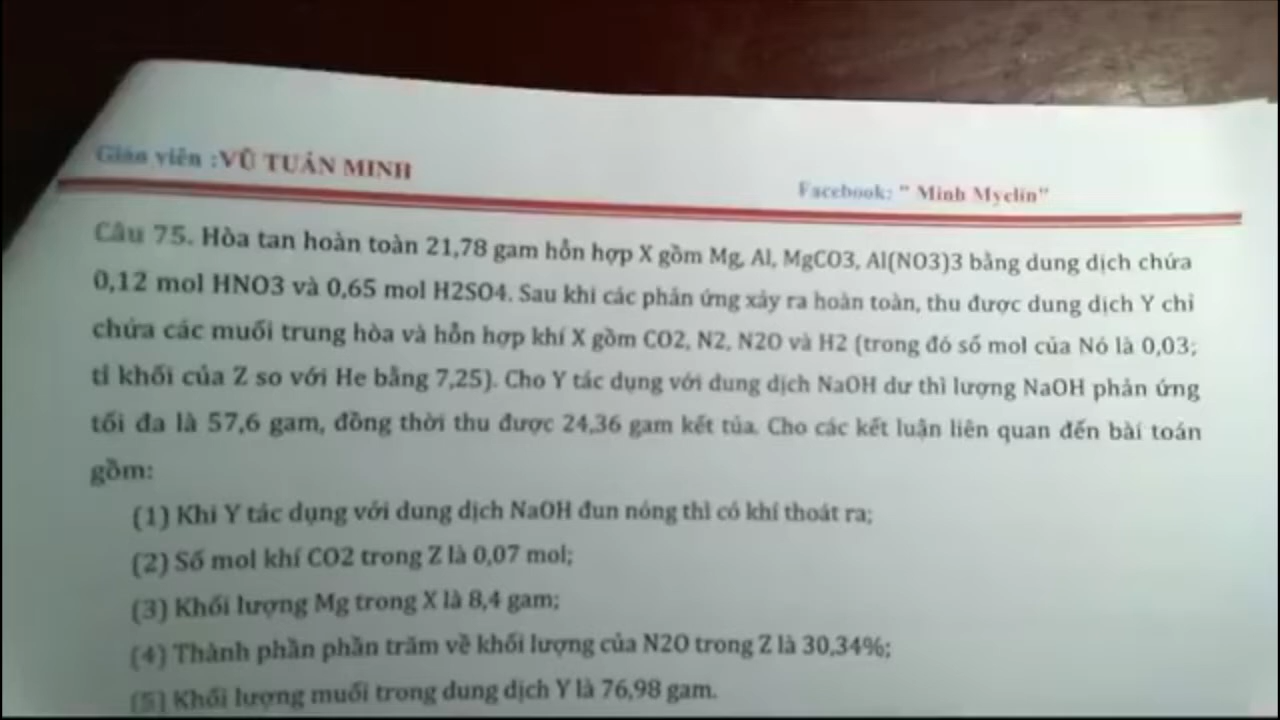 Giáo viên :VŨ TUẤN MINH
Facebook: " Minh Myelin"
Câu 75. Hòa tan hoàn toàn 21,78 gam hỗn hợp X gồm Mg, Al, MgCO3, Al(NO3)3 bằng dung dịch chứa
0,12 mol HNO3 và 0,65 mol H2SO4. Sau khi các phản ứng xảy ra hoàn toàn, thu được dung dịch Y chỉ
chứa các muối trung hòa và hỗn hợp khí X gồm CO2, N2, N2O và H2 (trong đó số mol của Nó là 0,03;
tỉ khối của Z so với He bằng 7,25). Cho Y tác dụng với dung dịch NaOH dư thì lượng NaOH phản ứng
tối đa là 57,6 gam, đồng thời thu được 24,36 gam kết tủa. Cho các kết luận liên quan đến bài toán
gồm:
(1) Khi Y tác dụng với dung dịch NaOH đun nóng thì có khí thoát ra;
(2) Số mol khí CO2 trong Z là 0,07 mol;
(3) Khối lượng Mg trong X là 8,4 gam;
(4) Thành phần phần trăm về khối lượng của N2O trong Z là 30,34%;
(5) Khối lượng muối trong dung dịch Y là 76,98 gam.